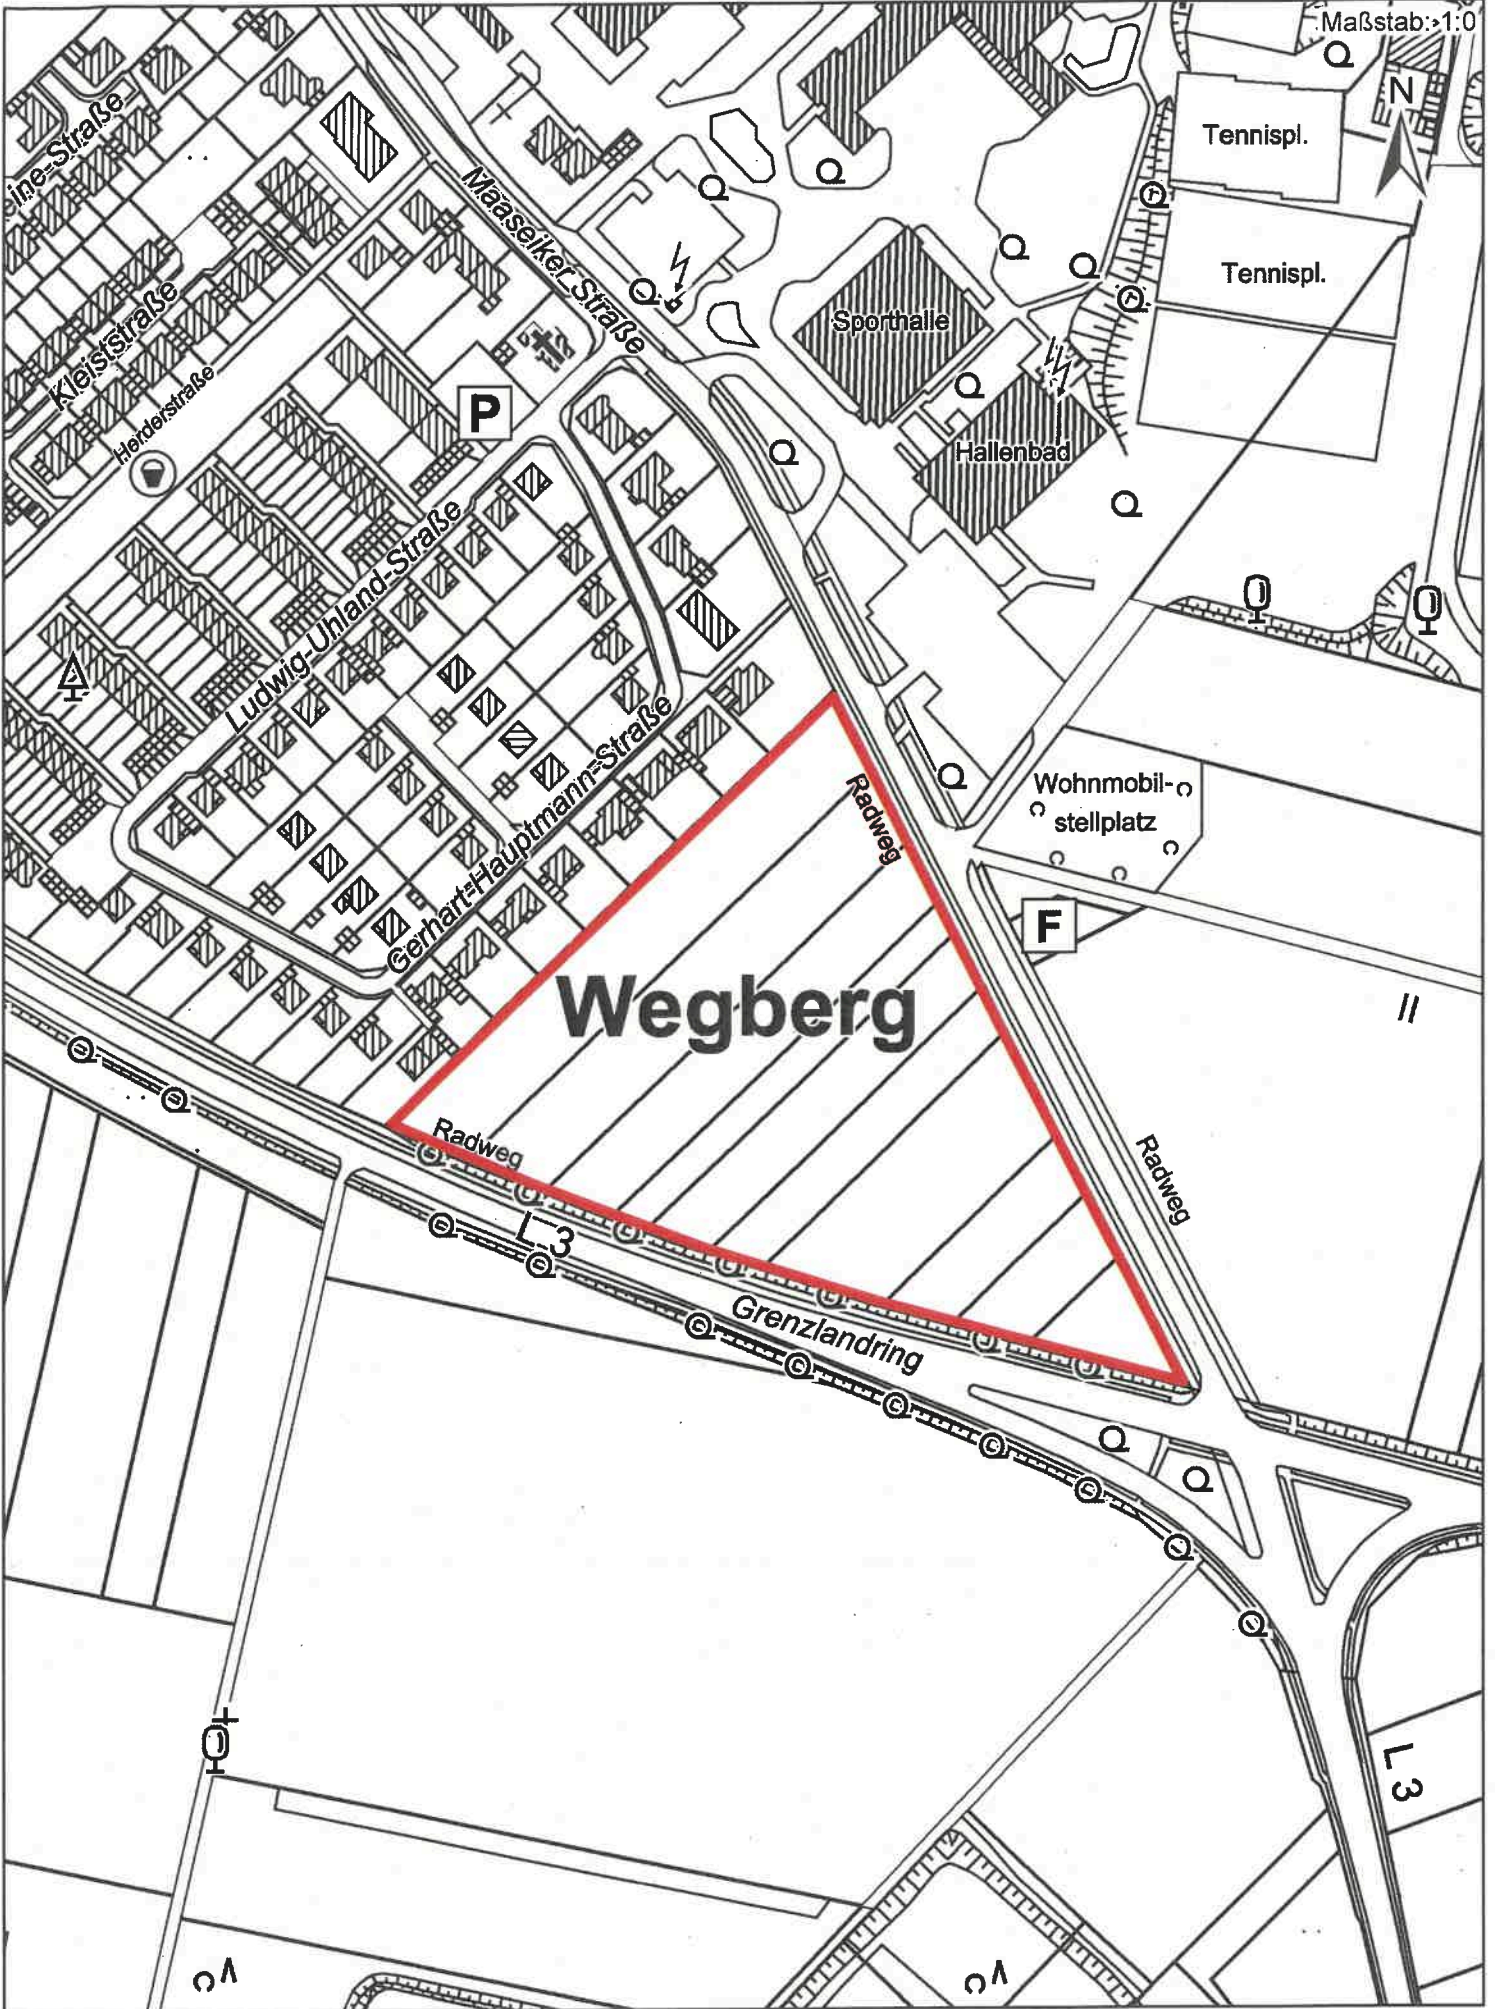 Maßstab: 1:0
N
Tennispl.
Tennispl.
Maaseiker Straße
Kleiststraße
Herderstraße
P
Sporthalle
Hallenbad
Ludwig-Uhland-Straße
Gerhart-Hauptmann-Straße
Radweg
Wohnmobil-
stellplatz
F
Wegberg
Radweg
Radweg
L 3
Grenzlandring
L 3